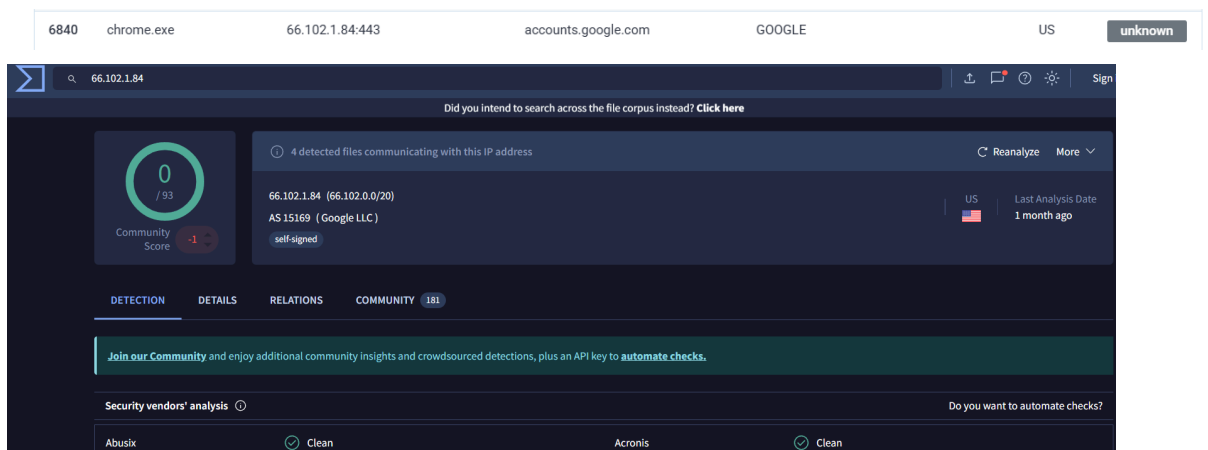 6840 chrome.exe 66.102.1.84:443 accounts.google.com GOOGLE US unknown
66.102.1.84 Sign
Did you intend to search across the file corpus instead? Click here
0
/ 93
Community
Score
-1
4 detected files communicating with this IP address Reanalyze More
66.102.1.84 (66.102.0.0/20)
AS 15169 ( Google LLC )
self-signed
US
Last Analysis Date
1 month ago
DETECTION DETAILS RELATIONS COMMUNITY 181
Join our Community and enjoy additional community insights and crowdsourced detections, plus an API key to automate checks.
Security vendors' analysis Do you want to automate checks?
Abusix Clean Acronis Clean